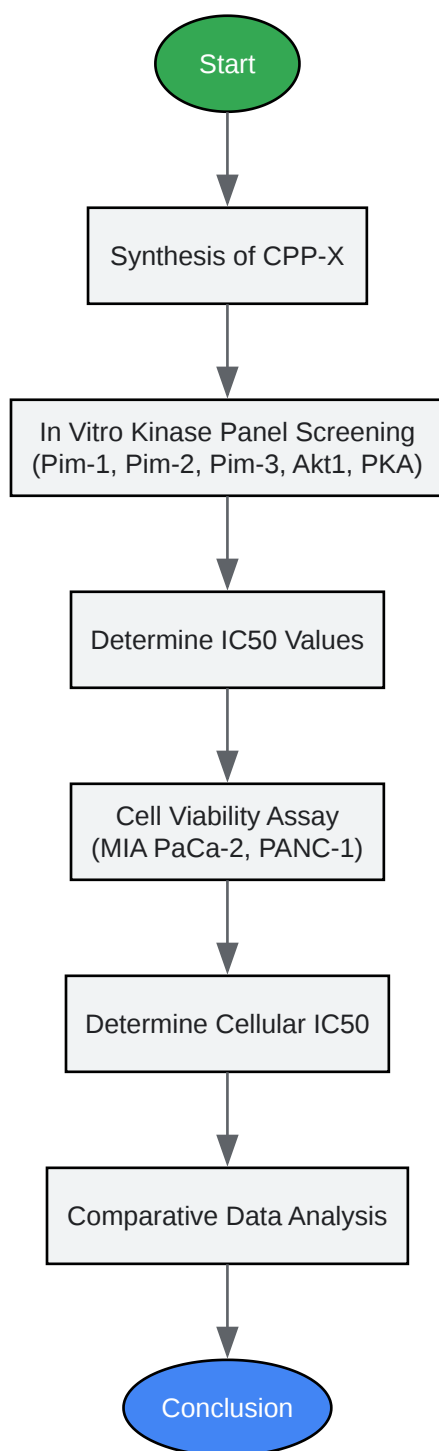 Start
Synthesis of CPP-X
In Vitro Kinase Panel Screening
(Pim-1, Pim-2, Pim-3, Akt1, PKA)
Determine IC50 Values
Cell Viability Assay
(MIA PaCa-2, PANC-1)
Determine Cellular IC50
Comparative Data Analysis
Conclusion